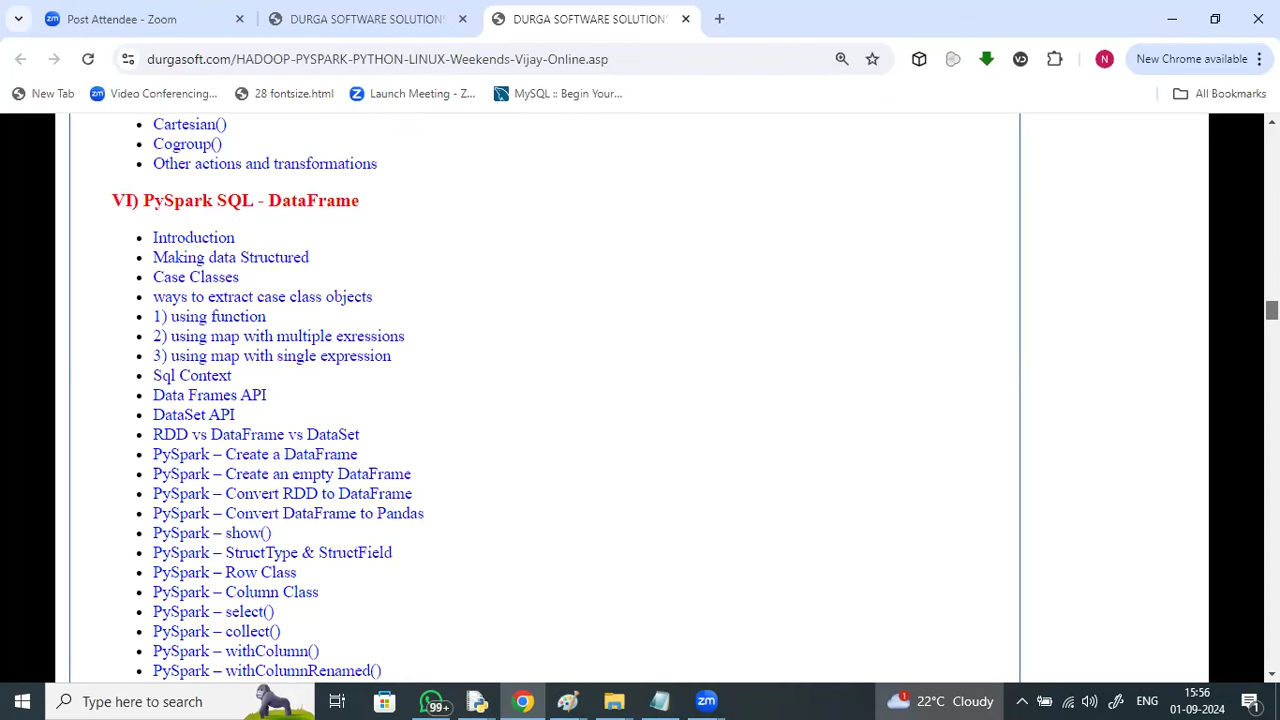 Post Attendee - Zoom
DURGA SOFTWARE SOLUTIONS
DURGA SOFTWARE SOLUTIONS
durgasoft.com/HADOOP-PYSPARK-PYTHON-LINUX-Weekends-Vijay-Online.asp
N
New Chrome available
New Tab
Video Conferencing...
28 fontsize.html
Launch Meeting - Z...
MySQL :: Begin Your...
All Bookmarks
Cartesian()
Cogroup()
Other actions and transformations
VI) PySpark SQL - DataFrame
Introduction
Making data Structured
Case Classes
ways to extract case class objects
1) using function
2) using map with multiple exressions
3) using map with single expression
Sql Context
Data Frames API
DataSet API
RDD vs DataFrame vs DataSet
PySpark – Create a DataFrame
PySpark – Create an empty DataFrame
PySpark – Convert RDD to DataFrame
PySpark – Convert DataFrame to Pandas
PySpark – show()
PySpark – StructType & StructField
PySpark – Row Class
PySpark – Column Class
PySpark – select()
PySpark – collect()
PySpark – withColumn()
PySpark – withColumnRenamed()
Type here to search
99+
1
22°C Cloudy
ENG
15:56
01-09-2024
1